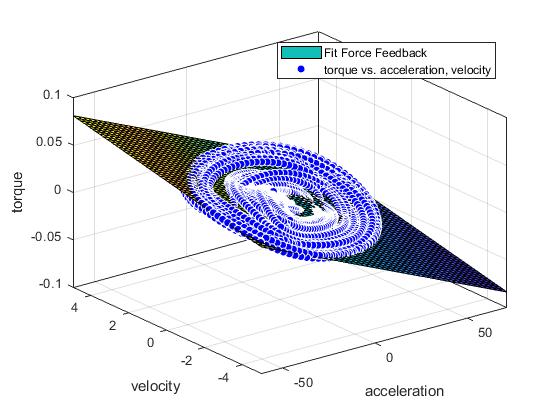 Fit Force Feedback
torque vs. acceleration, velocity
0.1
0.05
0
-0.05
-0.1
torque
4
2
0
-2
-4
velocity
-50
0
50
acceleration